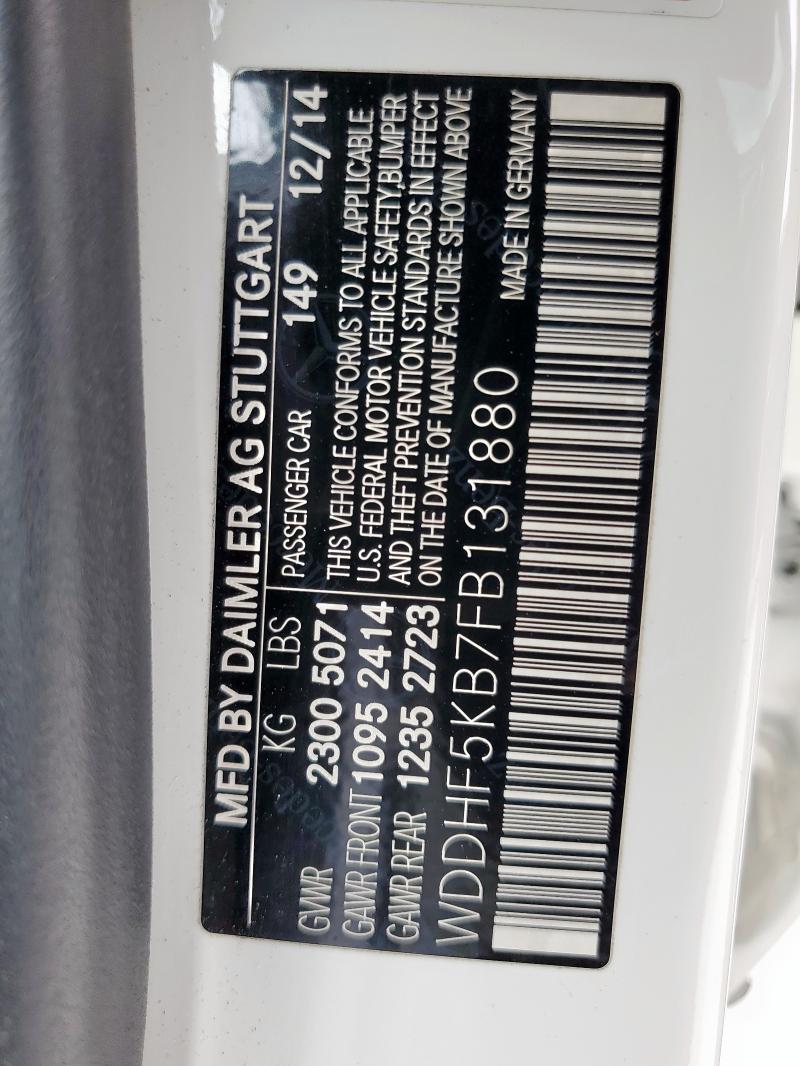 MFD BY DAIMLER AG STUTTGART
KG LBS
GVWR 2300 5071
GAWR FRONT 1095 2414
GAWR REAR 1235 2723
PASSENGER CAR 149 12/14
THIS VEHICLE CONFORMS TO ALL APPLICABLE
U.S. FEDERAL MOTOR VEHICLE SAFETY,BUMPER
AND THEFT PREVENTION STANDARDS IN EFFECT
ON THE DATE OF MANUFACTURE SHOWN ABOVE
WDDHF5KB7FB131880
MADE IN GERMANY